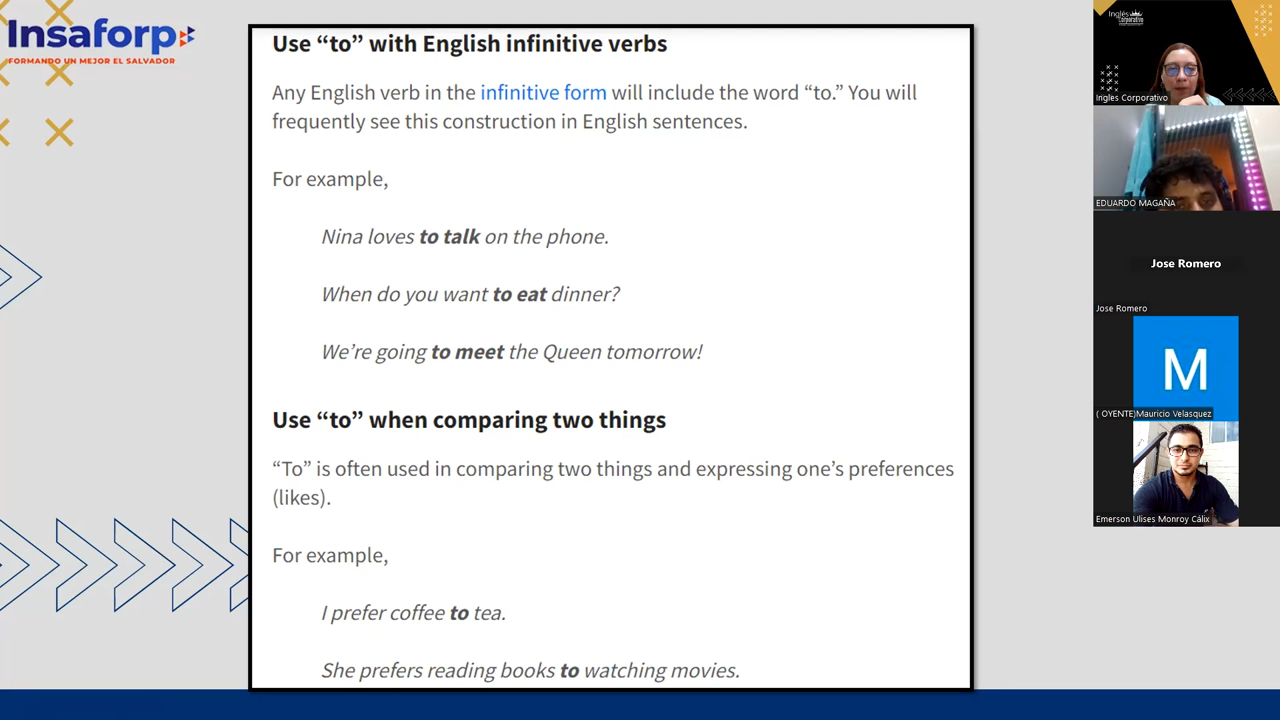 Insaforp
FORMANDO UN MEJOR EL SALVADOR
Use “to” with English infinitive verbs
Any English verb in the infinitive form will include the word “to.” You will
frequently see this construction in English sentences.
For example,
Nina loves to talk on the phone.
When do you want to eat dinner?
We’re going to meet the Queen tomorrow!
Use “to” when comparing two things
“To” is often used in comparing two things and expressing one’s preferences
(likes).
For example,
I prefer coffee to tea.
She prefers reading books to watching movies.
Inglés
Corporativo
Ingles Corporativo
EDUARDO MAGAÑA
Jose Romero
Jose Romero
M
( OYENTE)Mauricio Velasquez
Emerson Ulises Monroy Cálix